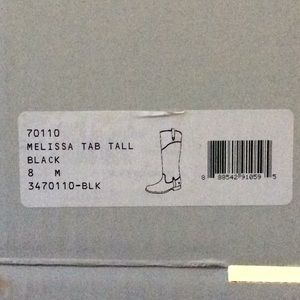 70110
MELISSA TAB TALL
BLACK
8 M
3470110-BLK
8 88542 91059 5